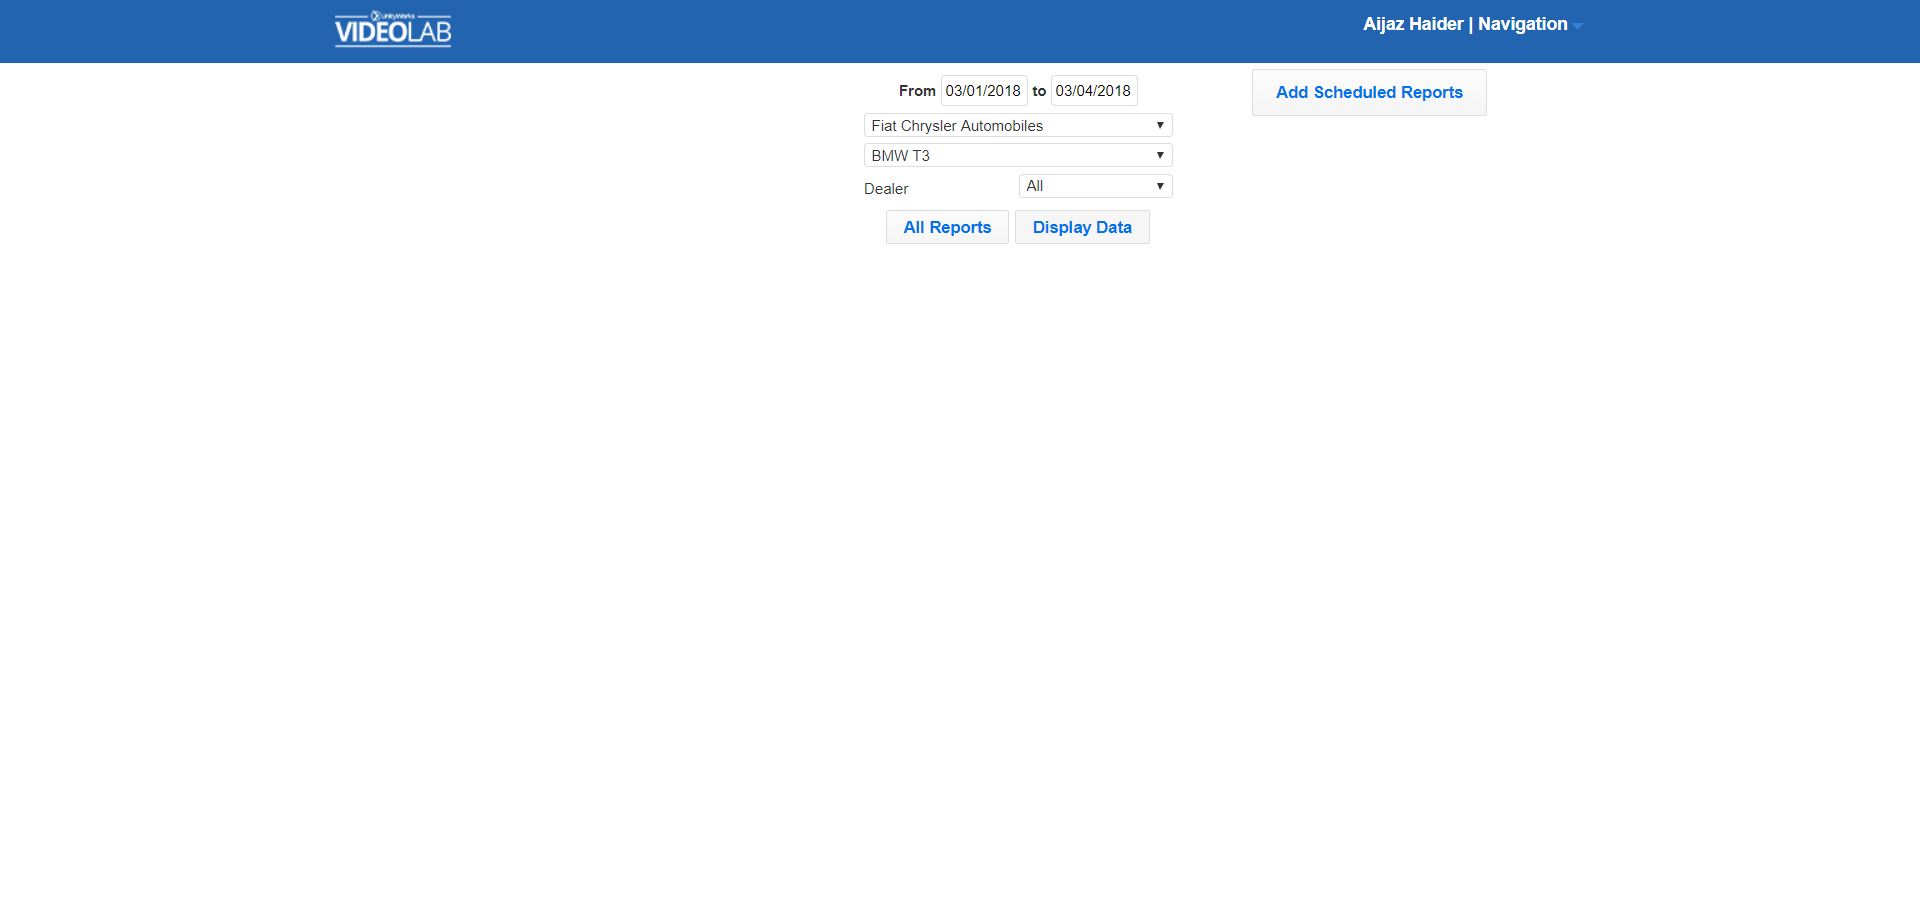 UnityWorks
VIDEOLAB
Aijaz Haider | Navigation
From 03/01/2018 to 03/04/2018
Add Scheduled Reports
Fiat Chrysler Automobiles
BMW T3
Dealer All
All Reports Display Data